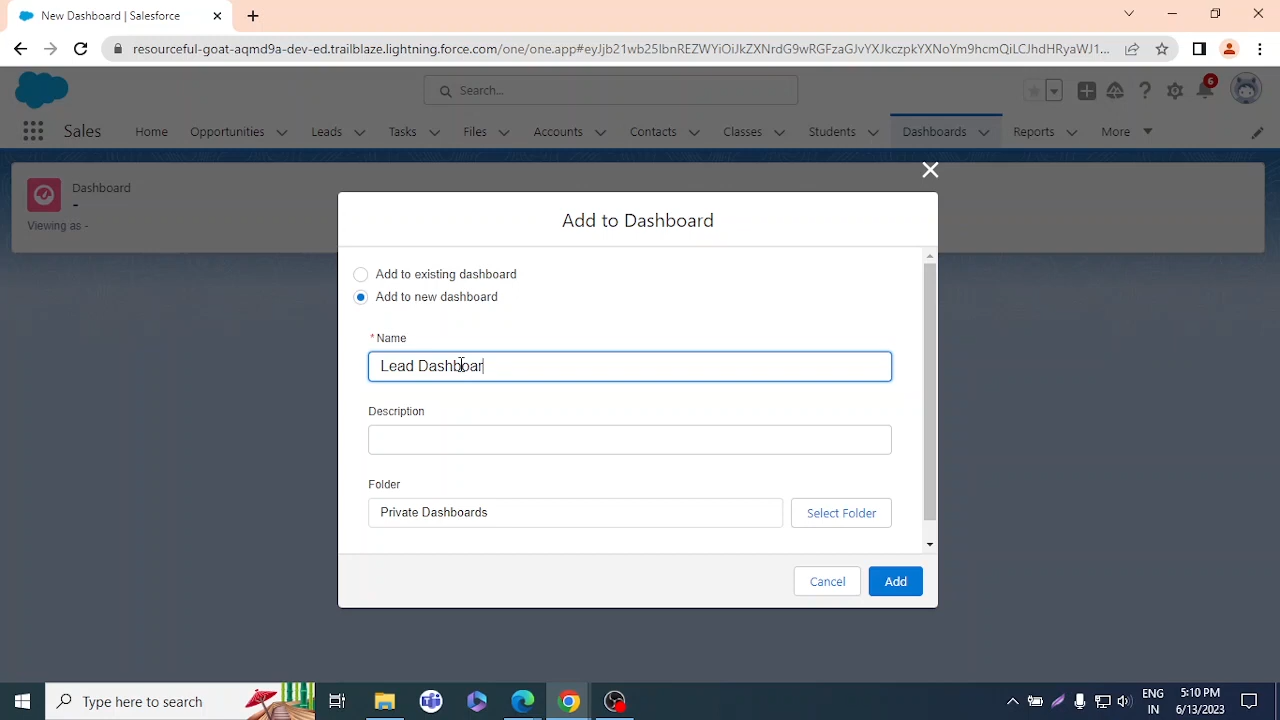 New Dashboard | Salesforce
resourceful-goat-aqmd9a-dev-ed.trailblaze.lightning.force.com/one/one.app#eyJjb21wb25lbnREZWYiOiJkZXNrdG9wRGFzaGJvYXJkczpkYXNoYm9hcmQiLCJhdHRyaWJ1...
Search...
6
Sales Home Opportunities Leads Tasks Files Accounts Contacts Classes Students Dashboards Reports More
Dashboard
-
Viewing as -
Add to Dashboard
Add to existing dashboard
Add to new dashboard
*Name
Lead Dashboar
Description
Folder
Private Dashboards Select Folder
Cancel Add
Type here to search
ENG 5:10 PM
IN 6/13/2023